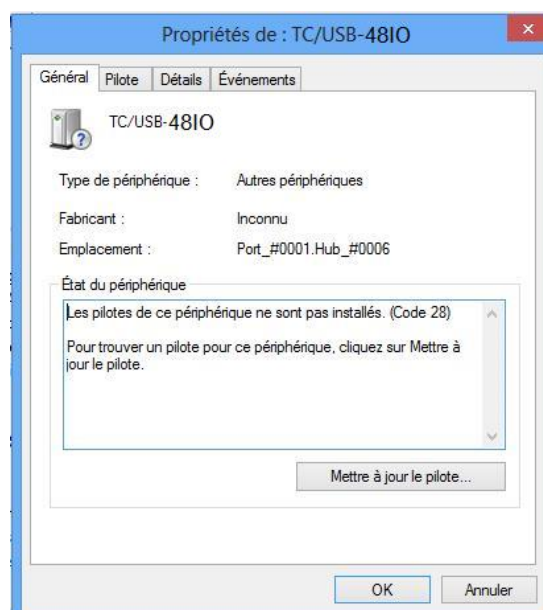 Propriétés de : TC/USB-48IO
Général Pilote Détails Événements
TC/USB-48IO
Type de périphérique : Autres périphériques
Fabricant : Inconnu
Emplacement : Port_#0001.Hub_#0006
État du périphérique
Les pilotes de ce périphérique ne sont pas installés. (Code 28)
Pour trouver un pilote pour ce périphérique, cliquez sur Mettre à
jour le pilote.
Mettre à jour le pilote...
OK Annuler